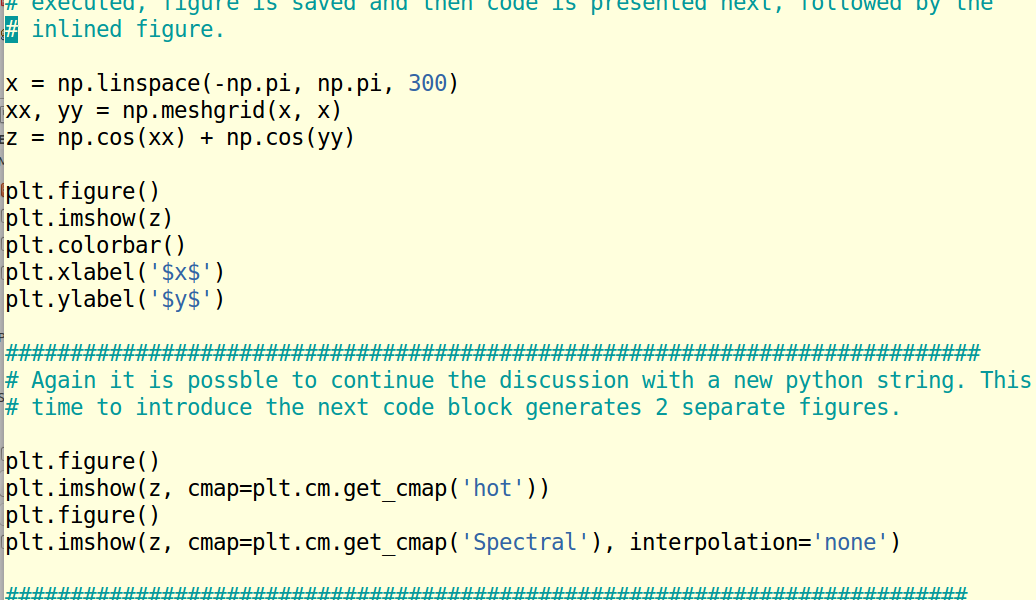 # executed, figure is saved and then code is presented next, followed by the
# inlined figure.
x = np.linspace(-np.pi, np.pi, 300)
xx, yy = np.meshgrid(x, x)
z = np.cos(xx) + np.cos(yy)
plt.figure()
plt.imshow(z)
plt.colorbar()
plt.xlabel('$x$')
plt.ylabel('$y$')
###########################################################################
# Again it is possble to continue the discussion with a new python string. This
# time to introduce the next code block generates 2 separate figures.
plt.figure()
plt.imshow(z, cmap=plt.cm.get_cmap('hot'))
plt.figure()
plt.imshow(z, cmap=plt.cm.get_cmap('Spectral'), interpolation='none')
##########################################################################